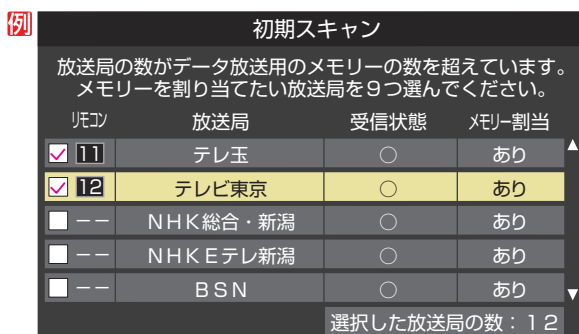 例
初期スキャン
放送局の数がデータ放送用のメモリーの数を超えています。
メモリーを割り当てたい放送局を9つ選んでください。
リモコン 放送局 受信状態 メモリー割当
11 テレ玉 ○ あり
12 テレビ東京 ○ あり
-- NHK総合・新潟 ○ あり
-- NHKEテレ新潟 ○ あり
-- BSN ○ あり
選択した放送局の数:12